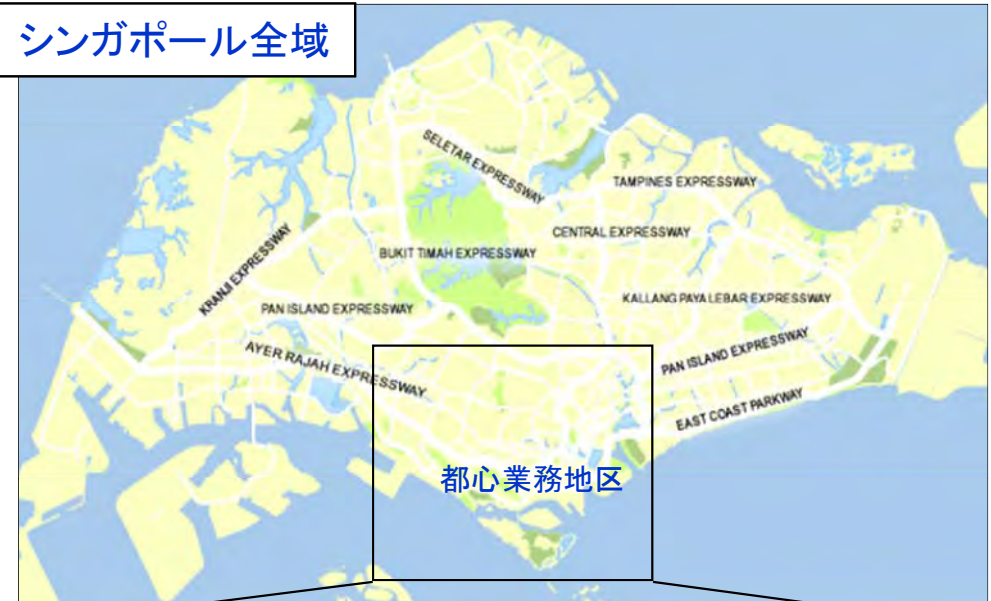 シンガポール全域
SELETAR EXPRESSWAY
TAMPINES EXPRESSWAY
CENTRAL EXPRESSWAY
BUKIT TIMAH EXPRESSWAY
KRANJI EXPRESSWAY
PAN ISLAND EXPRESSWAY
KALLANG PAYA LEBAR EXPRESSWAY
AYER RAJAH EXPRESSWAY
PAN ISLAND EXPRESSWAY
EAST COAST PARKWAY
都心業務地区